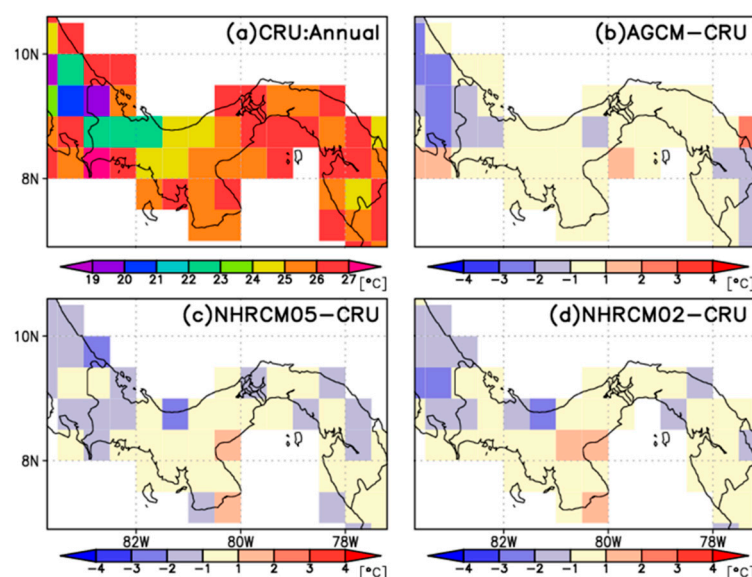 (a)CRU:Annual
(b)AGCM−CRU
10N
8N
19 20 21 22 23 24 25 26 27 [°C]
-4 -3 -2 -1 1 2 3 4 [°C]
(c)NHRCM05−CRU
(d)NHRCM02−CRU
10N
8N
82W 80W 78W
82W 80W 78W
-4 -3 -2 -1 1 2 3 4 [°C]
-4 -3 -2 -1 1 2 3 4 [°C]